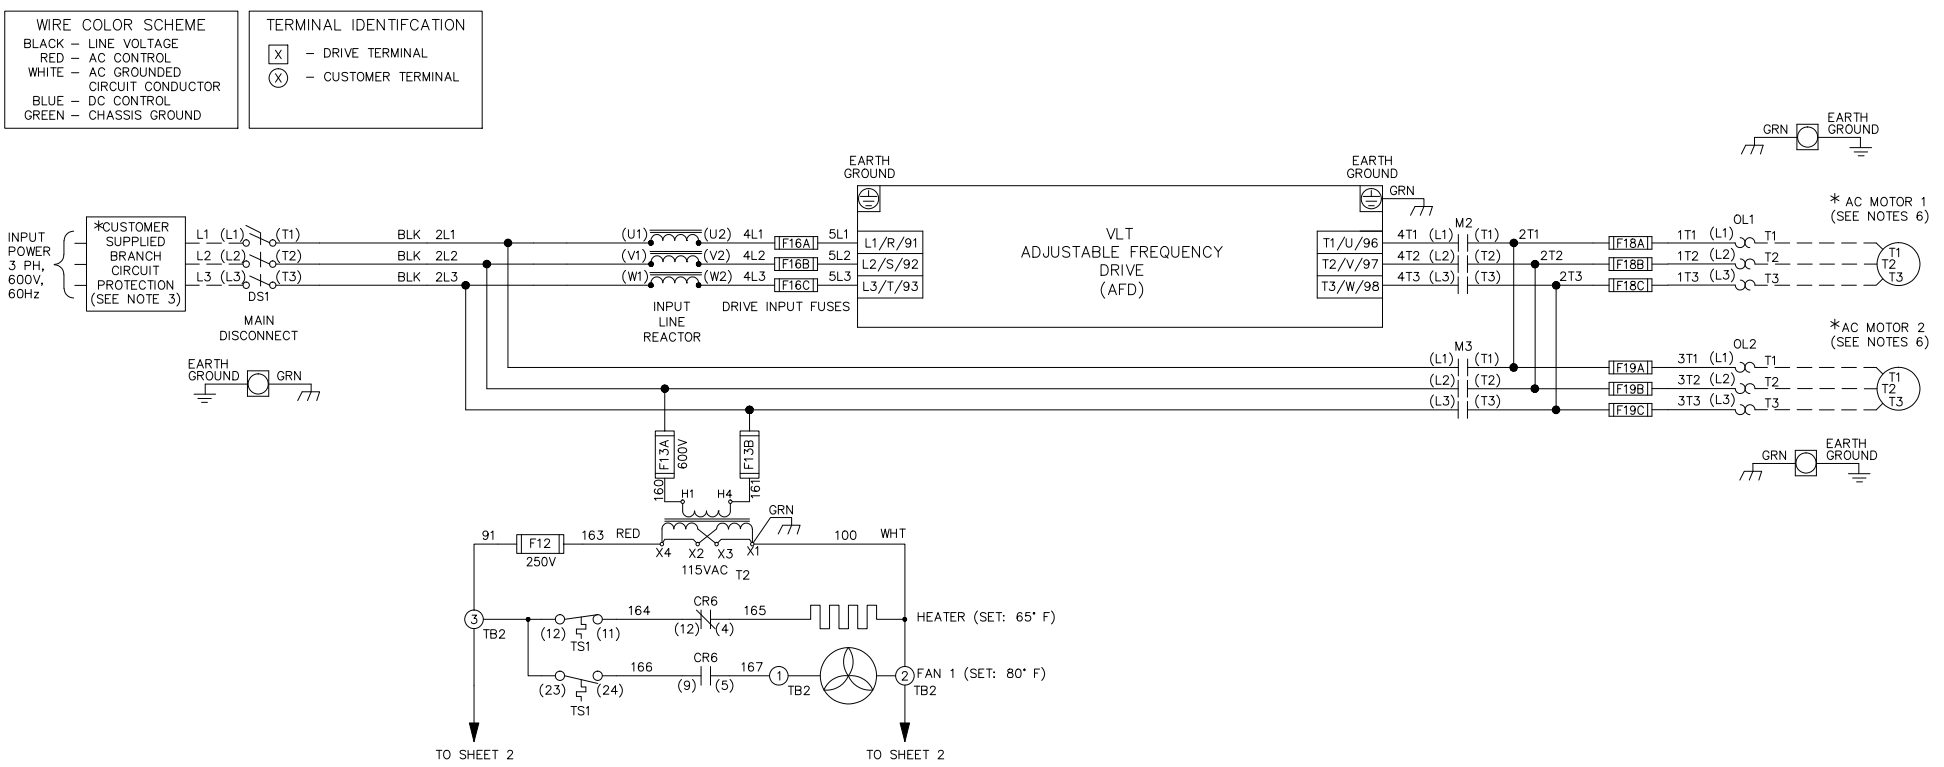 WIRE COLOR SCHEME
BLACK – LINE VOLTAGE
RED – AC CONTROL
WHITE – AC GROUNDED
CIRCUIT CONDUCTOR
BLUE – DC CONTROL
GREEN – CHASSIS GROUND
TERMINAL IDENTIFCATION
X – DRIVE TERMINAL
X – CUSTOMER TERMINAL
INPUT
POWER
3 PH,
600V,
60Hz
*CUSTOMER
SUPPLIED
BRANCH
CIRCUIT
PROTECTION
(SEE NOTE 3)
L1 (L1) (T1) BLK 2L1 (U1) (U2) 4L1 F16A 5L1 L1/R/91
L2 (L2) (T2) BLK 2L2 (V1) (V2) 4L2 F16B 5L2 L2/S/92
L3 (L3) (T3) BLK 2L3 (W1) (W2) 4L3 F16C 5L3 L3/T/93
DS1
MAIN
DISCONNECT
INPUT
LINE
REACTOR
DRIVE INPUT FUSES
EARTH
GROUND
GRN
EARTH
GROUND
VLT
ADJUSTABLE FREQUENCY
DRIVE
(AFD)
EARTH
GROUND
GRN
M2
T1/U/96 4T1 (L1) (T1) 2T1 F18A 1T1 (L1) T1
T2/V/97 4T2 (L2) (T2) 2T2 F18B 1T2 (L2) T2
T3/W/98 4T3 (L3) (T3) 2T3 F18C 1T3 (L3) T3
OL1
T1
T2
T3
* AC MOTOR 1
(SEE NOTES 6)
GRN
EARTH
GROUND
M3
(L1) (T1) F19A 3T1 (L1) T1
(L2) (T2) F19B 3T2 (L2) T2
(L3) (T3) F19C 3T3 (L3) T3
OL2
T1
T2
T3
*AC MOTOR 2
(SEE NOTES 6)
GRN
EARTH
GROUND
F13A
600V
F13B
160
161
H1 H4
GRN
91 F12 163 RED
250V
X4 X2 X3 X1
115VAC T2
100 WHT
3
TB2
(12) (11)
TS1
164
CR6
(12) (4)
165
HEATER (SET: 65° F)
(23) (24)
TS1
166
CR6
(9) (5)
167
1
TB2
2
TB2
FAN 1 (SET: 80° F)
TO SHEET 2
TO SHEET 2